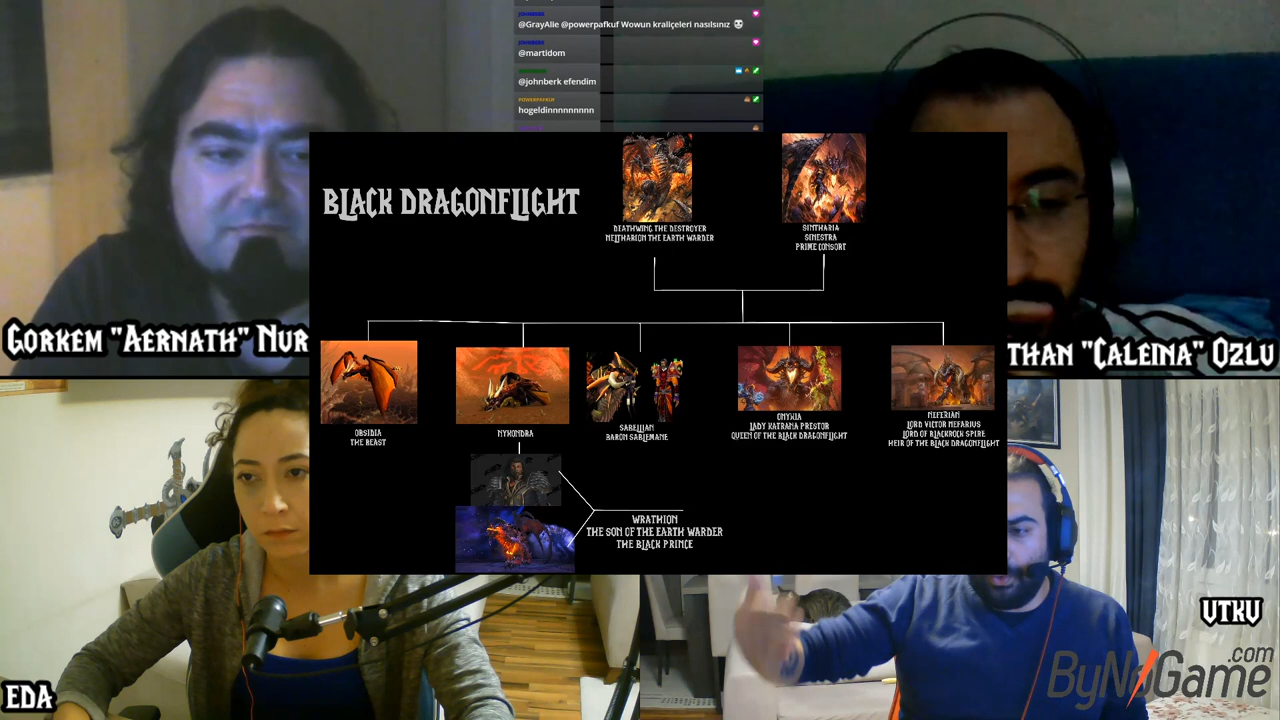 @GrayAlie @powerpafkuf Wowun kraliçeleri nasılsınız
@martidom
@johnberk efendim
POWERPAFKUF
hogeldinnnnnnnnn
BLACK DRAGONFLIGHT
DEATHWING THE DESTROYER
NELTHARION THE EARTH WARDER
SINTHARIA
SINESTRA
PRIME CONSORT
GORKEM "AERNATH" NUR
THAN "CALEINA" OZLU
OBSIDIA
THE BEAST
NYXONDRA
SABELLIAN
BARON SABLEMANE
ONYXIA
LADY KATRANA PRESTOR
QUEEN OF THE BLACK DRAGONFLIGHT
NEFERIAN
LORD VICTOR NEFARIUS
LORD OF BLACKROCK SPIRE
HEIR OF THE BLACK DRAGONFLIGHT
WRATHION
THE SON OF THE EARTH WARDER
THE BLACK PRINCE
EDA
UTKU
ByNoGame.com